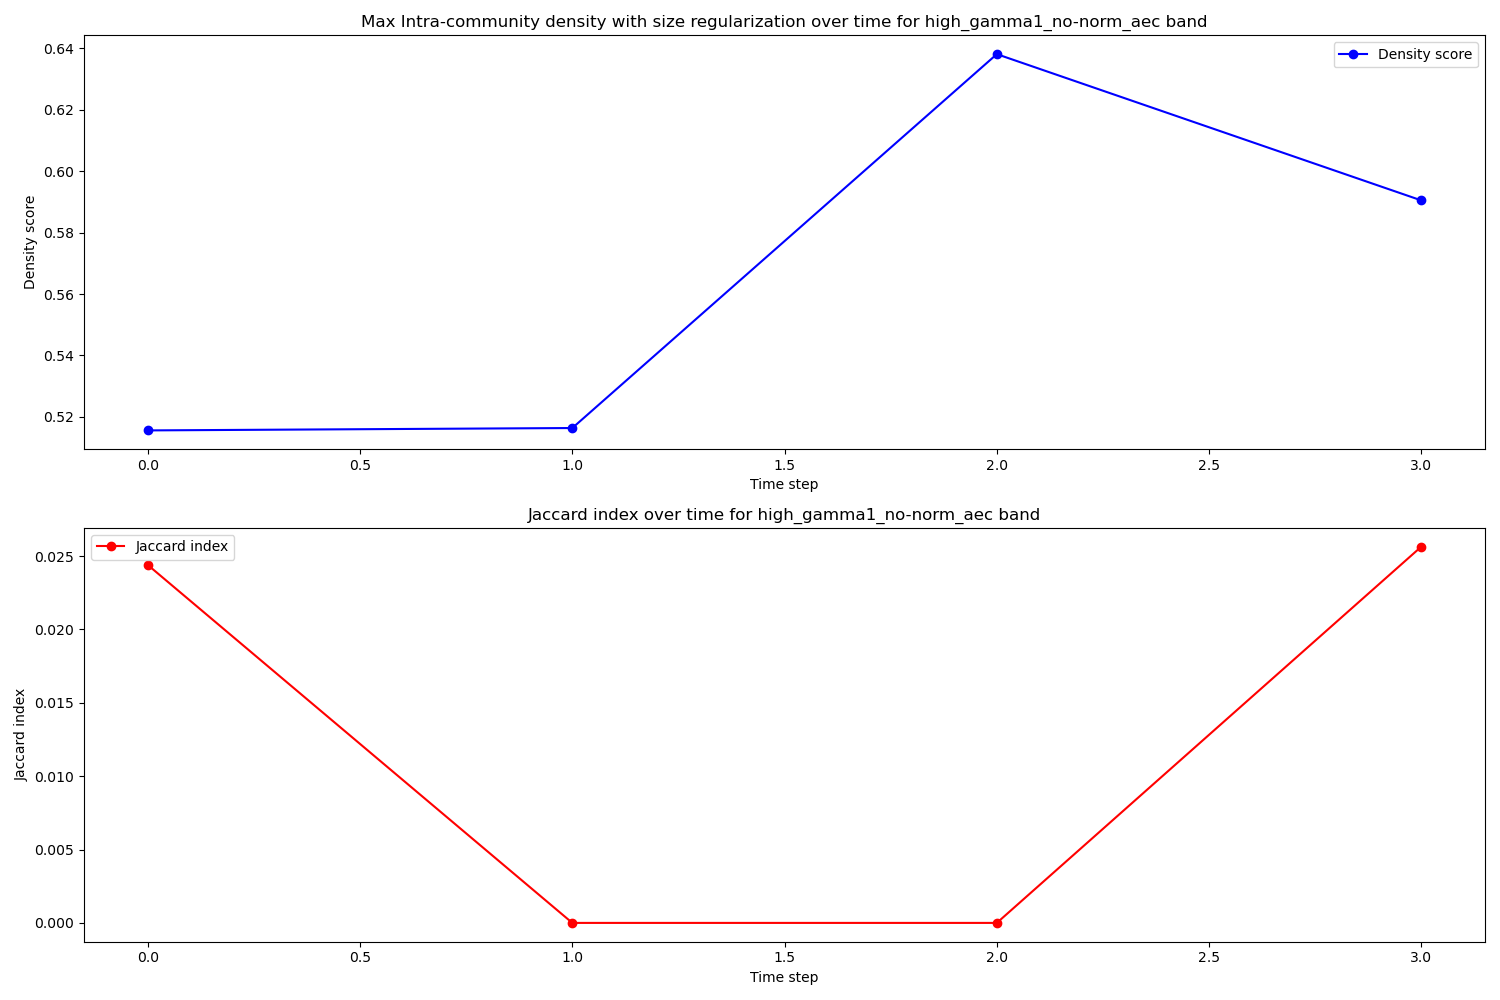 Max Intra-community density with size regularization over time for high_gamma1_no-norm_aec band
Density score
0.64
0.62
0.60
0.58
0.56
0.54
0.52
Density score
0.0 0.5 1.0 1.5 2.0 2.5 3.0
Time step
Jaccard index over time for high_gamma1_no-norm_aec band
Jaccard index
0.025
0.020
0.015
0.010
0.005
0.000
Jaccard index
0.0 0.5 1.0 1.5 2.0 2.5 3.0
Time step